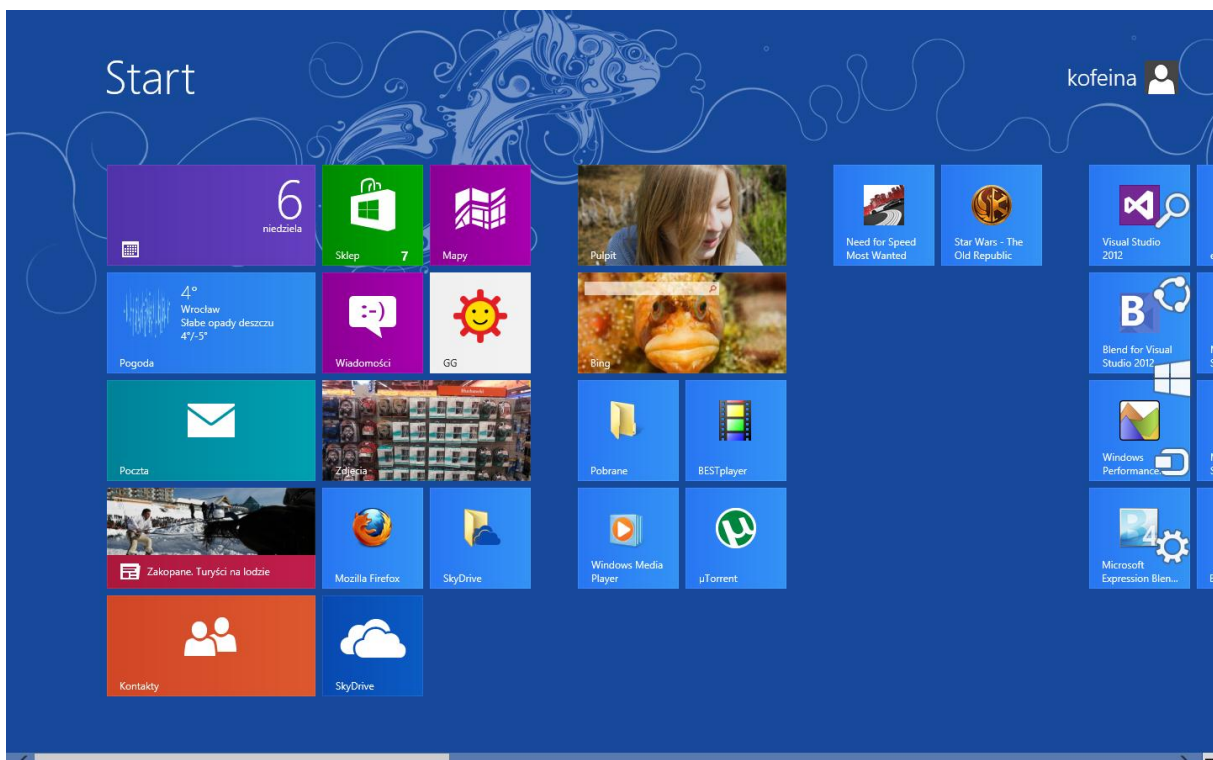 Start
kofeina
6
niedziela
Sklep
7
Mapy
Pulpit
Need for Speed
Most Wanted
Star Wars - The
Old Republic
Visual Studio
2012
4°
Wrocław
Słabe opady deszczu
4°/-5°
Pogoda
Wiadomości
GG
Bing
Blend for Visual
Studio 2012
Poczta
Zdjęcia
Pobrane
BESTplayer
Windows
Performance
Zakopane. Turyści na lodzie
Mozilla Firefox
SkyDrive
Windows Media
Player
µTorrent
Microsoft
Expression Blen...
Kontakty
SkyDrive